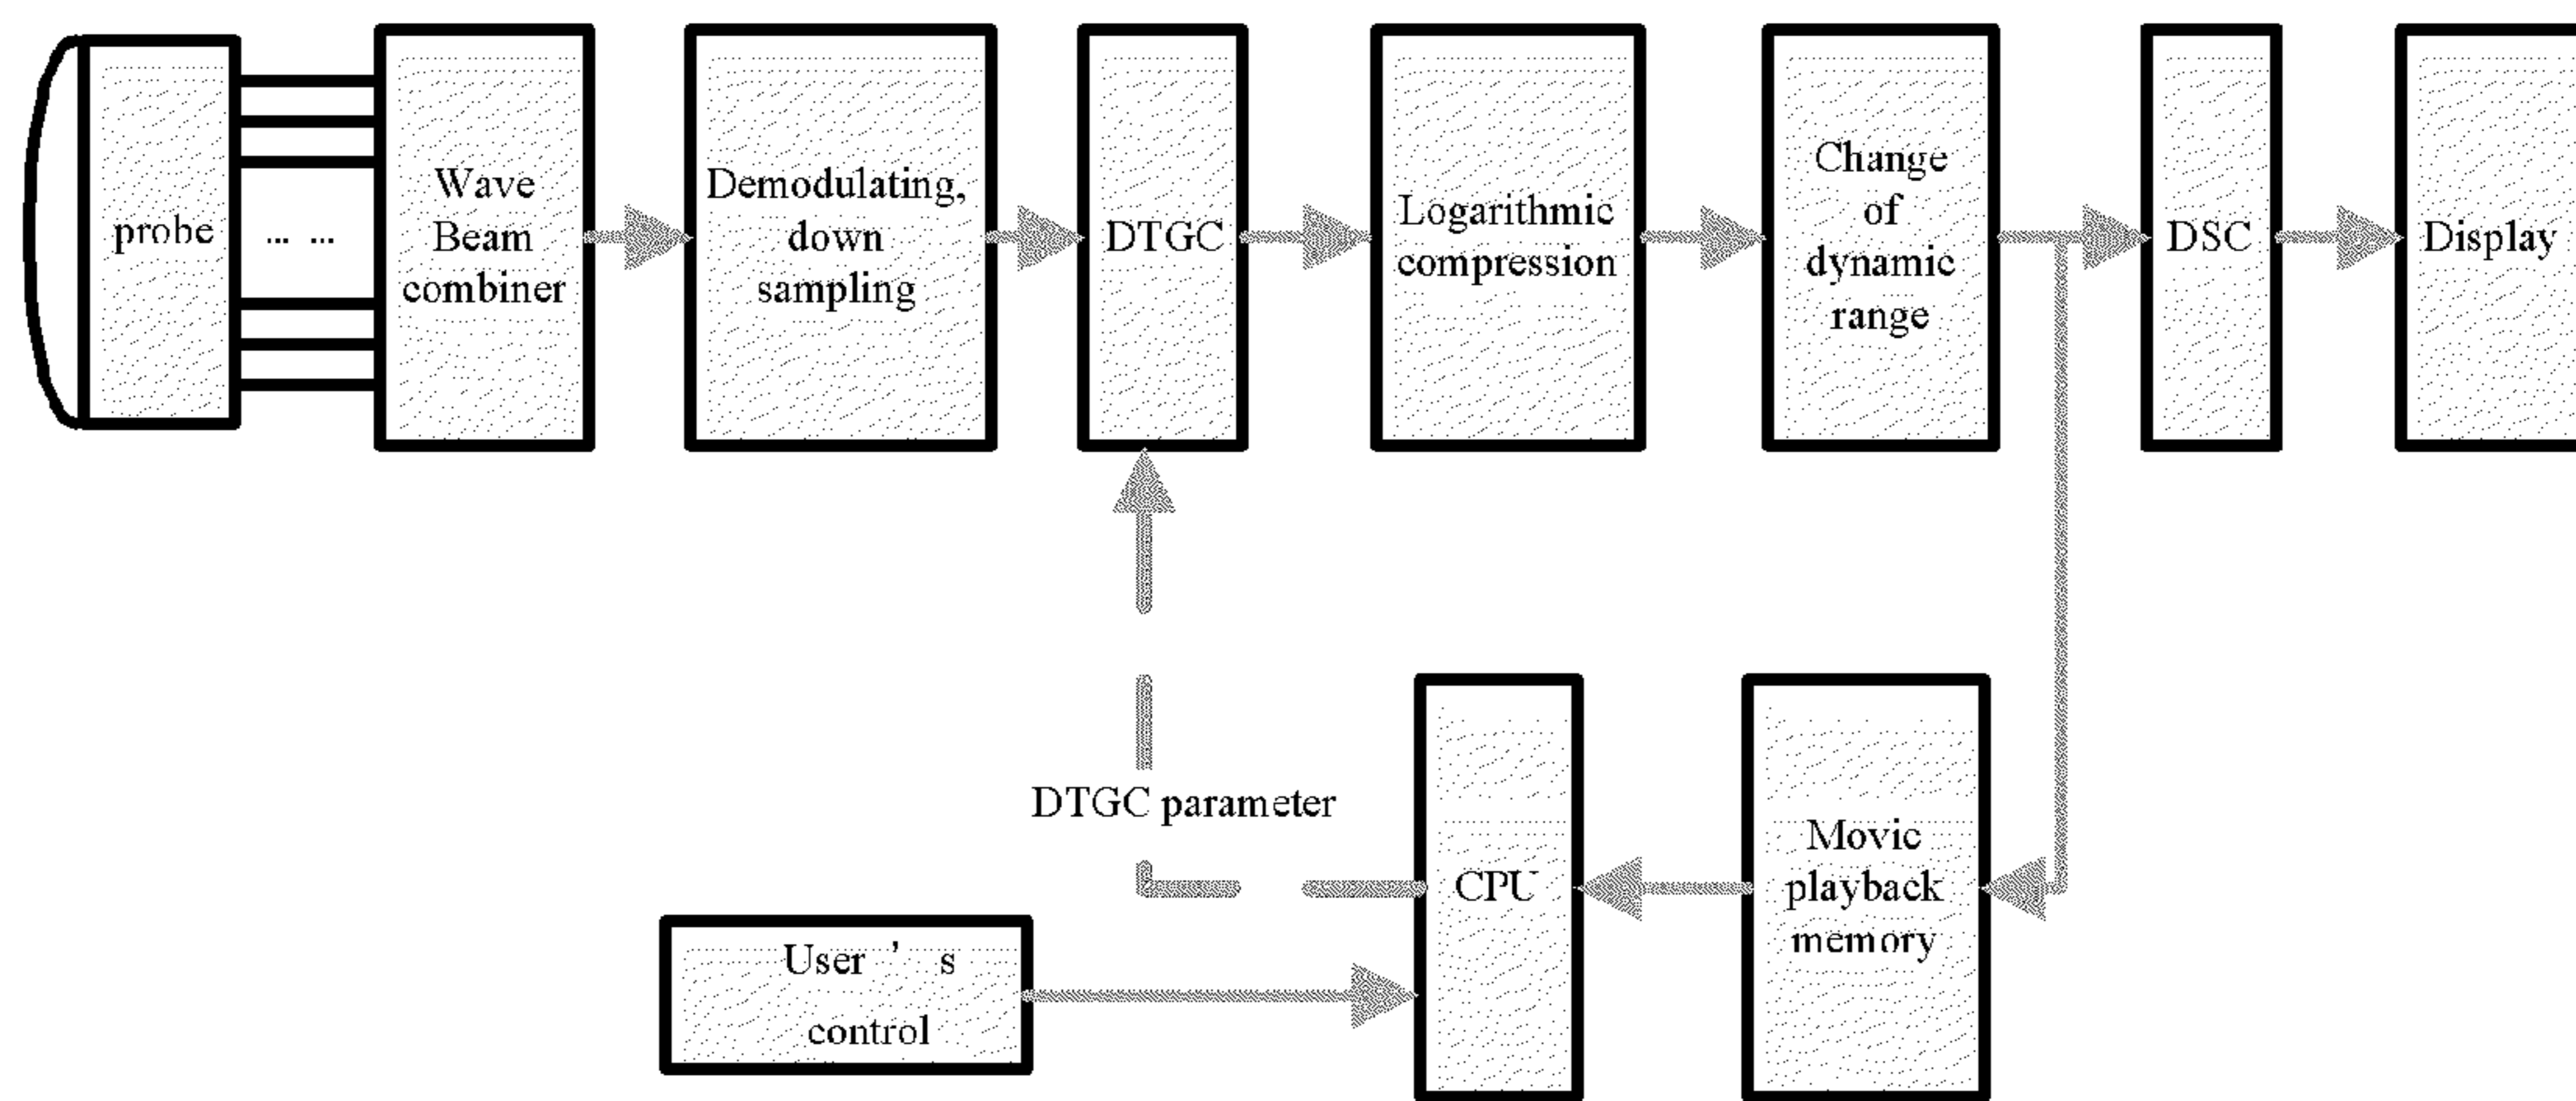 probe
... ...
Wave
Beam
combiner
Demodulating,
down
sampling
DTGC
Logarithmic
compression
Change
of
dynamic
range
DSC
Display
DTGC parameter
CPU
Movie
playback
memory
User ’ s
control